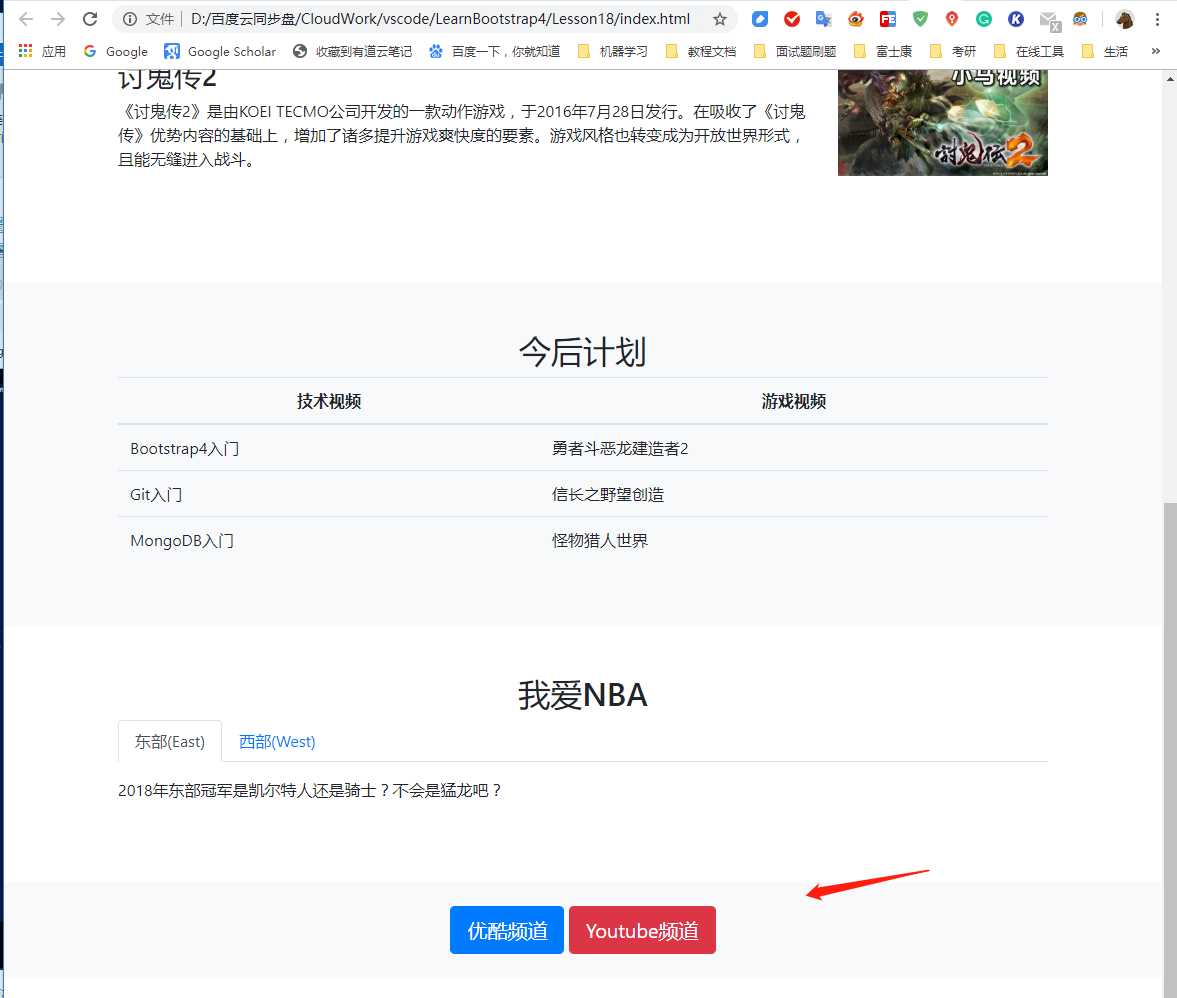 文件 D:/百度云同步盘/CloudWork/vscode/LearnBootstrap4/Lesson18/index.html
应用 Google Google Scholar 收藏到有道云笔记 百度一下，你就知道 机器学习 教程文档 面试题刷题 富士康 考研 在线工具 生活 »
讨鬼传2
《讨鬼传2》是由KOEI TECMO公司开发的一款动作游戏，于2016年7月28日发行。在吸收了《讨鬼
传》优势内容的基础上，增加了诸多提升游戏爽快度的要素。游戏风格也转变成为开放世界形式，
且能无缝进入战斗。
小马视频
討鬼伝2
今后计划
技术视频 游戏视频
Bootstrap4入门 勇者斗恶龙建造者2
Git入门 信长之野望创造
MongoDB入门 怪物猎人世界
我爱NBA
东部(East) 西部(West)
2018年东部冠军是凯尔特人还是骑士？不会是猛龙吧？
优酷频道 Youtube频道